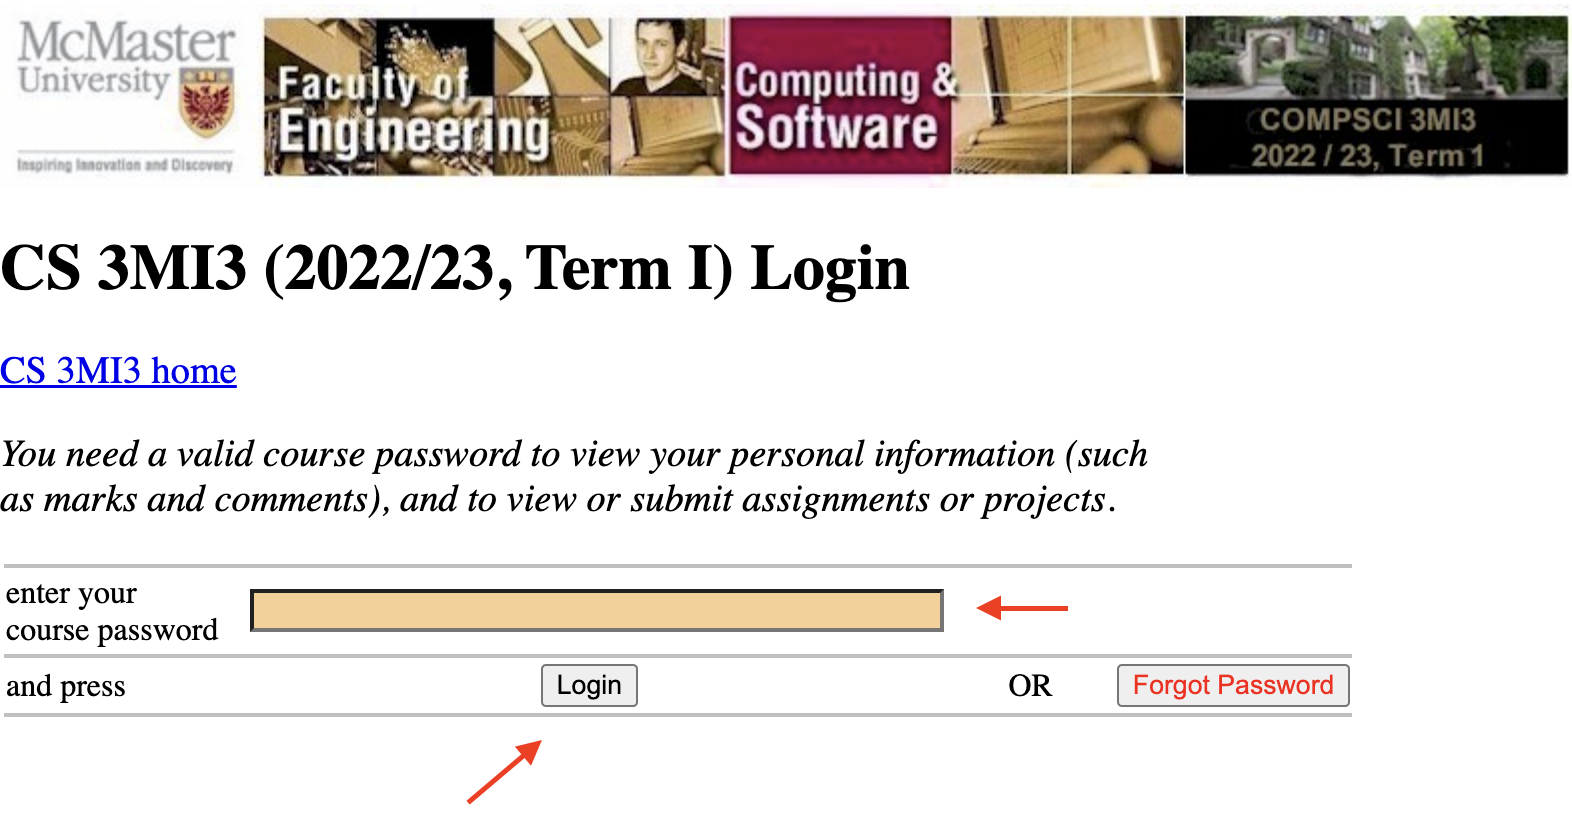 McMaster
University
Inspiring Innovation and Discovery
Faculty of
Engineering
Computing &
Software
COMPSCI 3MI3
2022 / 23, Term 1
CS 3MI3 (2022/23, Term I) Login
CS 3MI3 home
You need a valid course password to view your personal information (such
as marks and comments), and to view or submit assignments or projects.
enter your
course password
and press Login OR Forgot Password